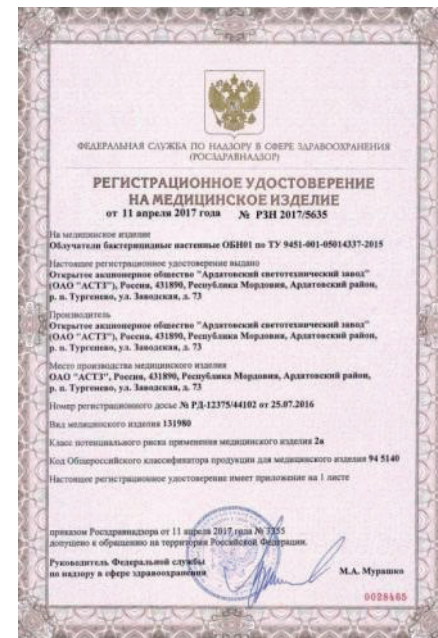 ФЕДЕРАЛЬНАЯ СЛУЖБА ПО НАДЗОРУ В СФЕРЕ ЗДРАВООХРАНЕНИЯ
(РОСЗДРАВНАДЗОР)
РЕГИСТРАЦИОННОЕ УДОСТОВЕРЕНИЕ
НА МЕДИЦИНСКОЕ ИЗДЕЛИЕ
от 11 апреля 2017 года № РЗН 2017/5635
На медицинское изделие
Облучатели бактерицидные настенные ОБН01 по ТУ 9451-001-05014337-2015
Настоящее регистрационное удостоверение выдано
Открытое акционерное общество "Ардатовский светотехнический завод"
(ОАО "АСТЗ"), Россия, 431890, Республика Мордовия, Ардатовский район,
р. п. Тургенево, ул. Заводская, д. 73
Производитель
Открытое акционерное общество "Ардатовский светотехнический завод"
(ОАО "АСТЗ"), Россия, 431890, Республика Мордовия, Ардатовский район,
р. п. Тургенево, ул. Заводская, д. 73
Место производства медицинского изделия
ОАО "АСТЗ", Россия, 431890, Республика Мордовия, Ардатовский район,
р. п. Тургенево, ул. Заводская, д. 73
Номер регистрационного досье № РД-12375/44102 от 25.07.2016
Вид медицинского изделия 131980
Класс потенциального риска применения медицинского изделия 2а
Код Общероссийского классификатора продукции для медицинского изделия 94 5140
Настоящее регистрационное удостоверение имеет приложение на 1 листе
приказом Росздравнадзора от 11 апреля 2017 года № 3355
допущено к обращению на территории Российской Федерации.
Руководитель Федеральной службы
по надзору в сфере здравоохранения
М.А. Мурашко
0028465